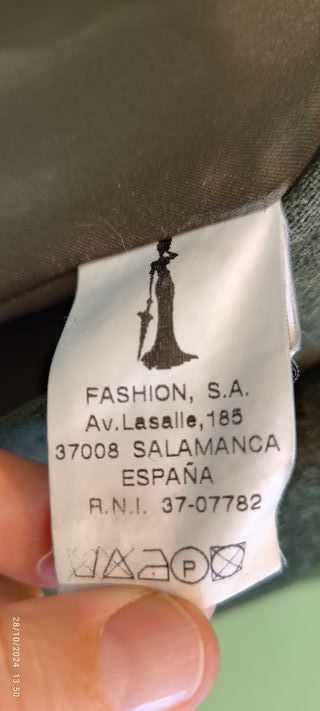 FASHION, S.A.
Av.Lasalle,185
37008 SALAMANCA
ESPAÑA
R.N.I. 37-07782
P
28/10/2024 13:50